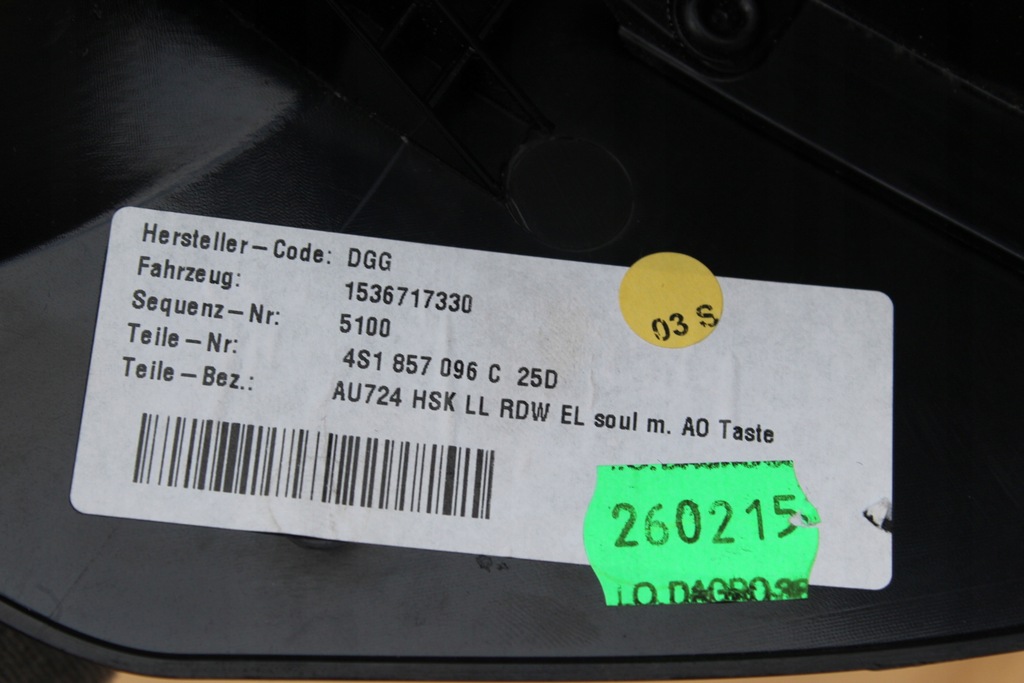 Hersteller-Code: DGG
Fahrzeug: 1536717330
Sequenz-Nr: 5100
Teile-Nr: 4S1 857 096 C 25D
Teile-Bez.: AU724 HSK LL RDW EL soul m. AO Taste
03 S
260215